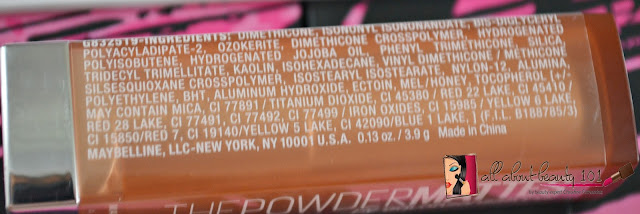 G832519-INGREDIENTS: DIMETHICONE, ISONONYL ISONONANOATE, BIS-DIGLYCERYL
POLYACYLADIPATE-2, OZOKERITE, DIMETHICONE CROSSPOLYMER, HYDROGENATED
POLYISOBUTENE, HYDROGENATED JOJOBA OIL, PHENYL TRIMETHICONE, SILICA,
TRIDECYL TRIMELLITATE, KAOLIN, ISOHEXADECANE, VINYL DIMETHICONE / METHICONE
SILSESQUIOXANE CROSSPOLYMER, ISOSTEARYL ISOSTEARATE, NYLON-12, ALUMINA,
POLYETHYLENE, BHT, ALUMINUM HYDROXIDE, ECTOIN, MEL/HONEY, TOCOPHEROL [+/-
MAY CONTAIN MICA, CI 77891 / TITANIUM DIOXIDE, CI 45380 / RED 22 LAKE, CI 45410 /
RED 28 LAKE, CI 77491, CI 77492, CI 77499 / IRON OXIDES, CI 15985 / YELLOW 6 LAKE,
CI 15850/RED 7, CI 19140/YELLOW 5 LAKE, CI 42090/BLUE 1 LAKE, ] (F.I.L. B188785/3)
MAYBELLINE, LLC-NEW YORK, NY 10001 U.S.A. 0.13 oz./ 3.9 g Made in China
THEPOWDERMATTE
all about beauty 101